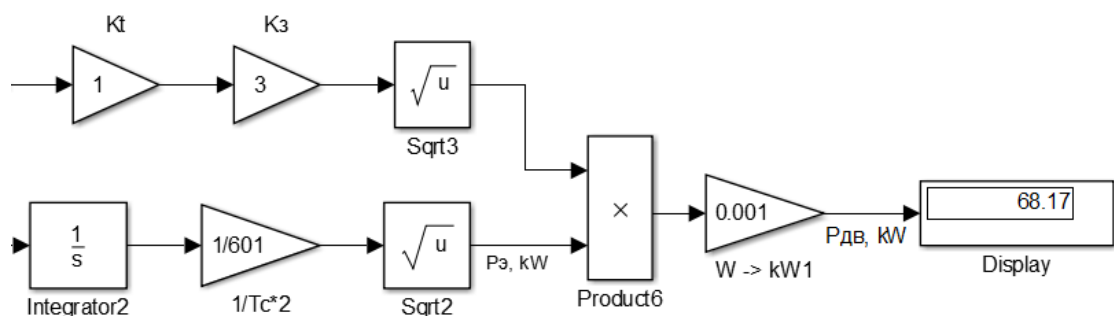 Kt
Kз
1
3
√u
Sqrt3
×
0.001
68.17
1
s
1/601
√u
Pэ, kW
Pдв, kW
Integrator2
1/Tc*2
Sqrt2
Product6
W -> kW1
Display